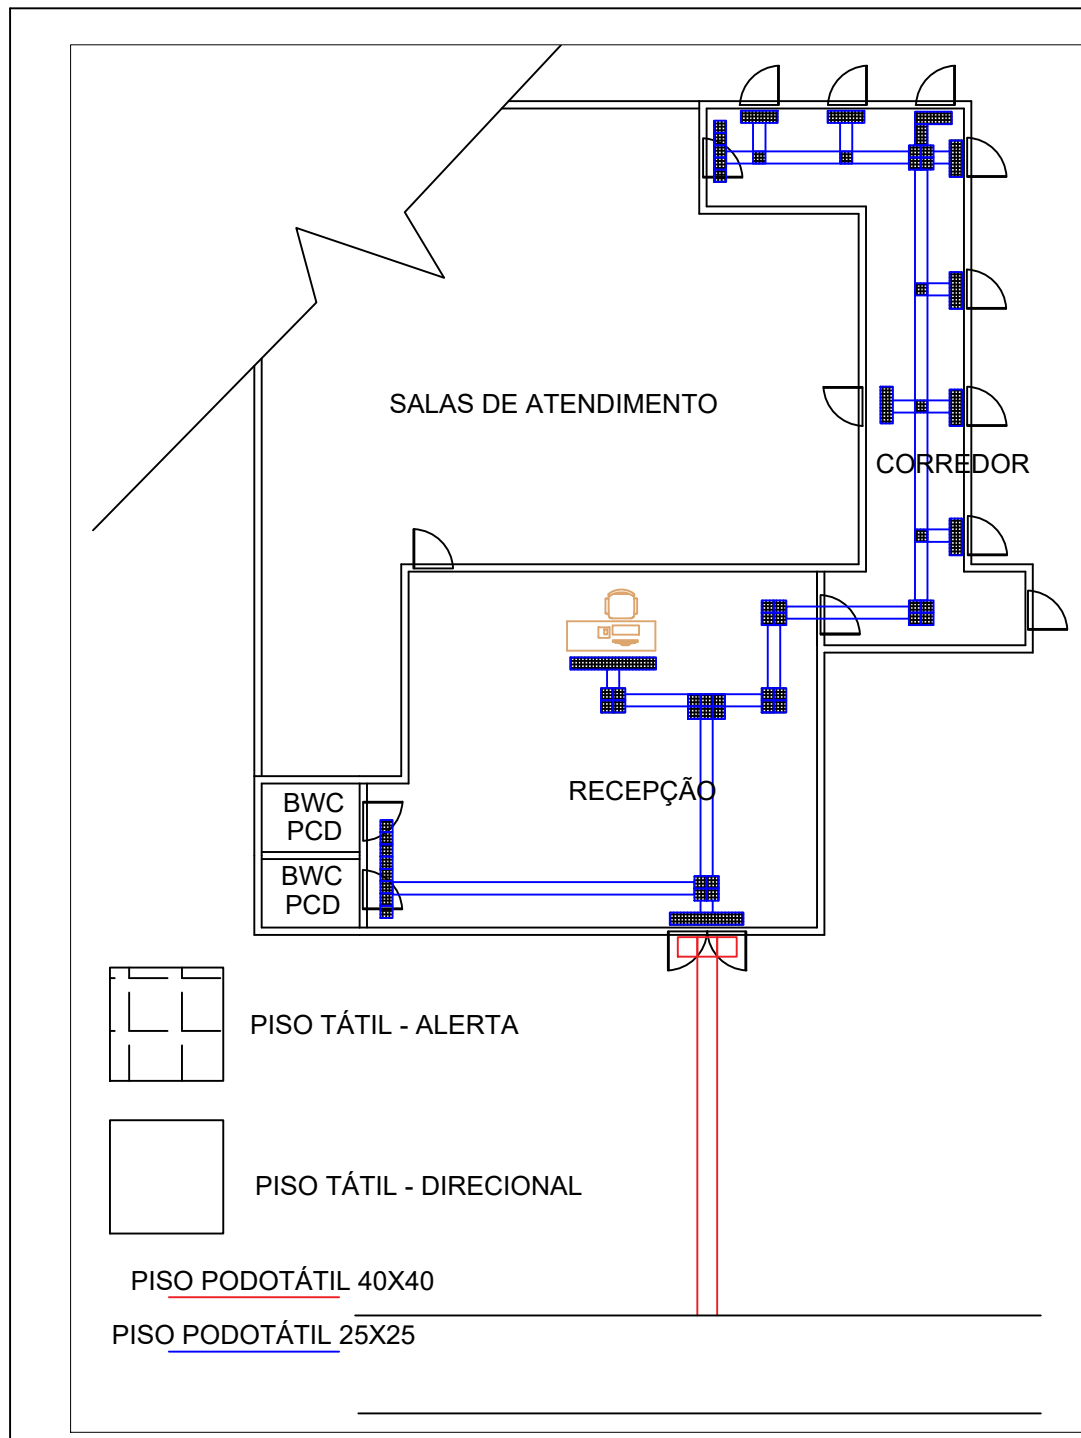 SALAS DE ATENDIMENTO
CORREDOR
RECEPÇÃO
BWC
PCD
BWC
PCD
PISO TÁTIL - ALERTA
PISO TÁTIL - DIRECIONAL
PISO PODOTÁTIL 40X40
PISO PODOTÁTIL 25X25